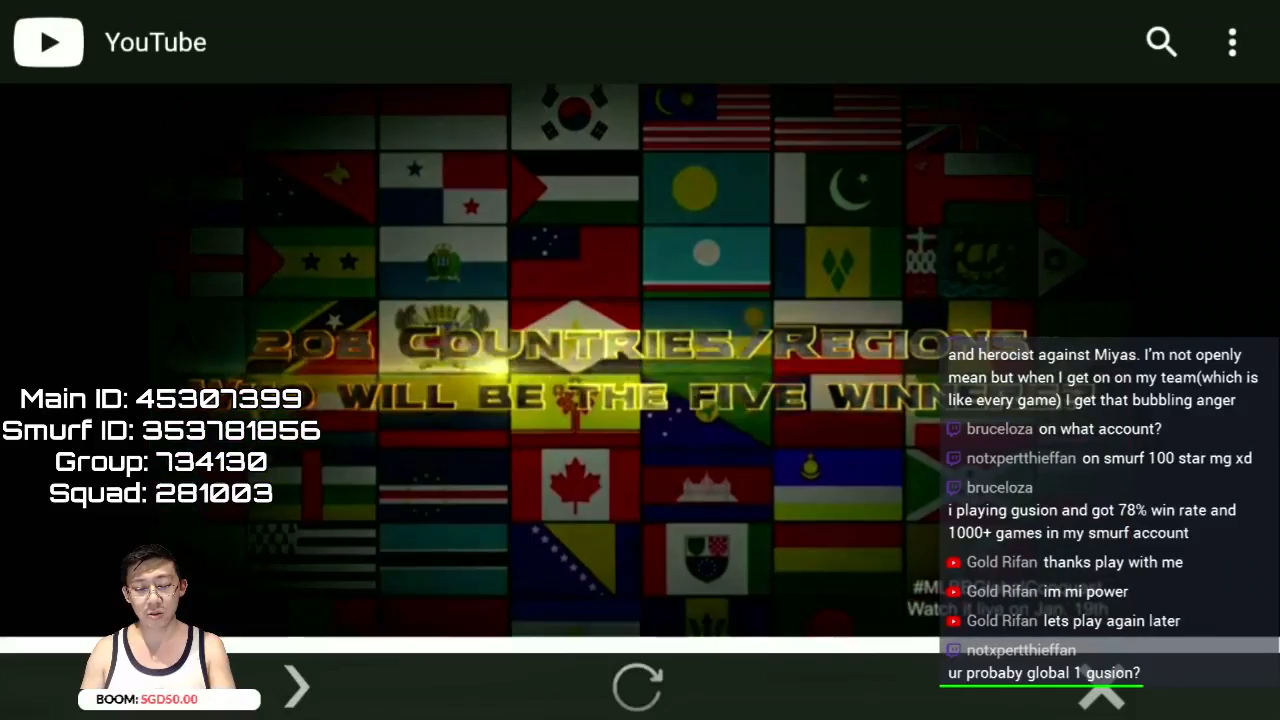 YouTube
208 Countries/Regions
Who will be the five winners?
Main ID: 45307399
Smurf ID: 353781856
Group: 734130
Squad: 281003
and herocist against Miyas. I'm not openly
mean but when I get on on my team(which is
like every game) I get that bubbling anger
bruceloza on what account?
notxpertthieffan on smurf 100 star mg xd
bruceloza
i playing gusion and got 78% win rate and
1000+ games in my smurf account
Gold Rifan thanks play with me
Gold Rifan im mi power
Gold Rifan lets play again later
notxpertthieffan
ur probaby global 1 gusion?
Watch it live on Jan. 19th
BOOM: SGD50.00